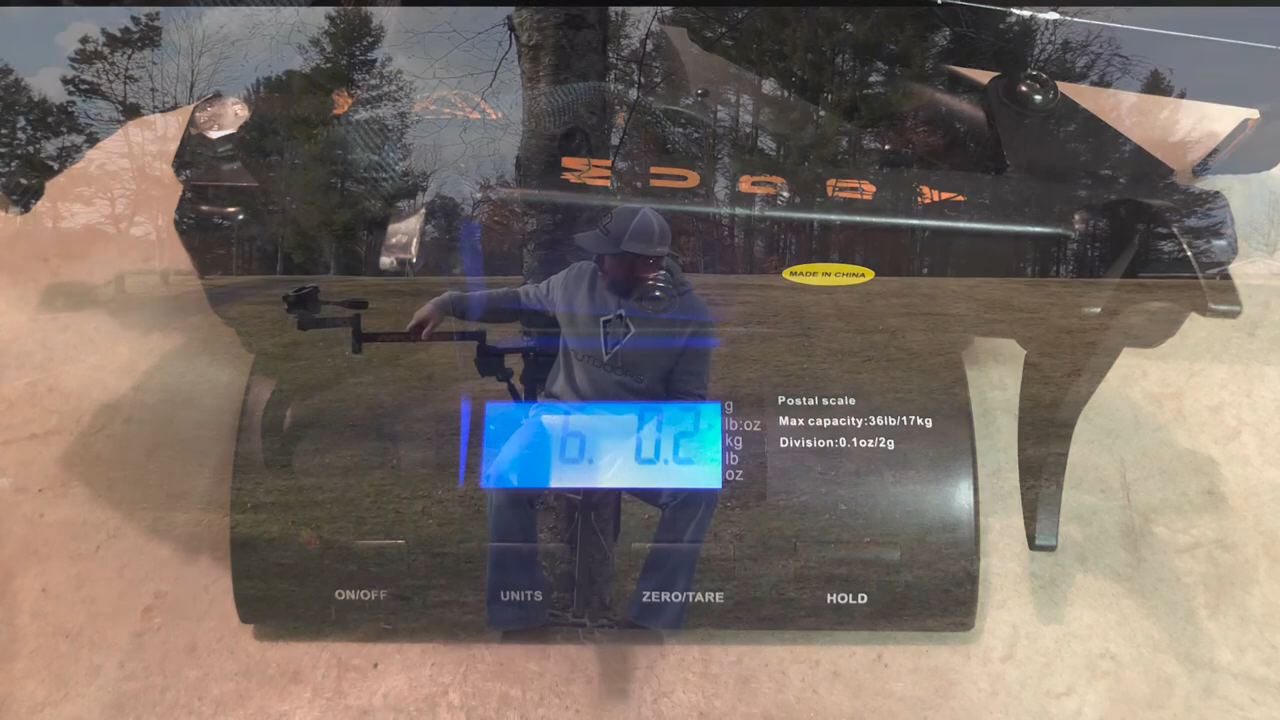 MADE IN CHINA
OUTDOORS
g
lb:oz
kg
lb
oz
Postal scale
Max capacity:36lb/17kg
Division:0.1oz/2g
6. 0.2
ON/OFF
UNITS
ZERO/TARE
HOLD